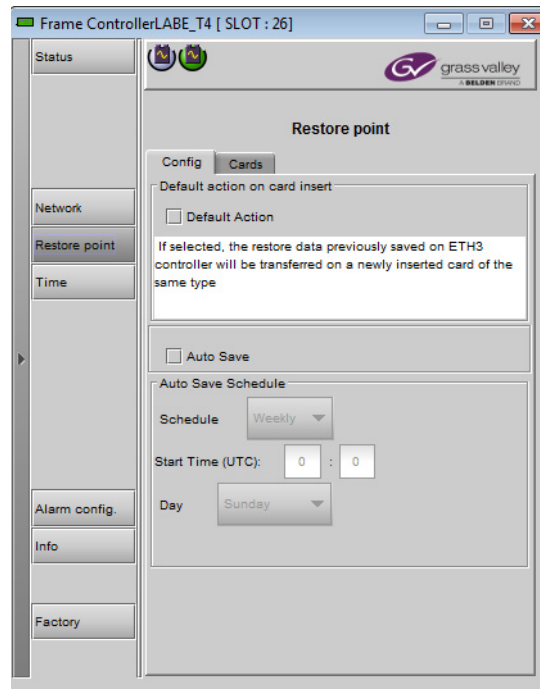 Frame ControllerLABE_T4 [ SLOT : 26]
Status
grass valley
A BELDEN BRAND
Restore point
Config
Cards
Default action on card insert
Network
Default Action
Restore point
If selected, the restore data previously saved on ETH3
controller will be transferred on a newly inserted card of the
same type
Time
Auto Save
Auto Save Schedule
Schedule
Weekly
Start Time (UTC):
0 : 0
Alarm config.
Day
Sunday
Info
Factory